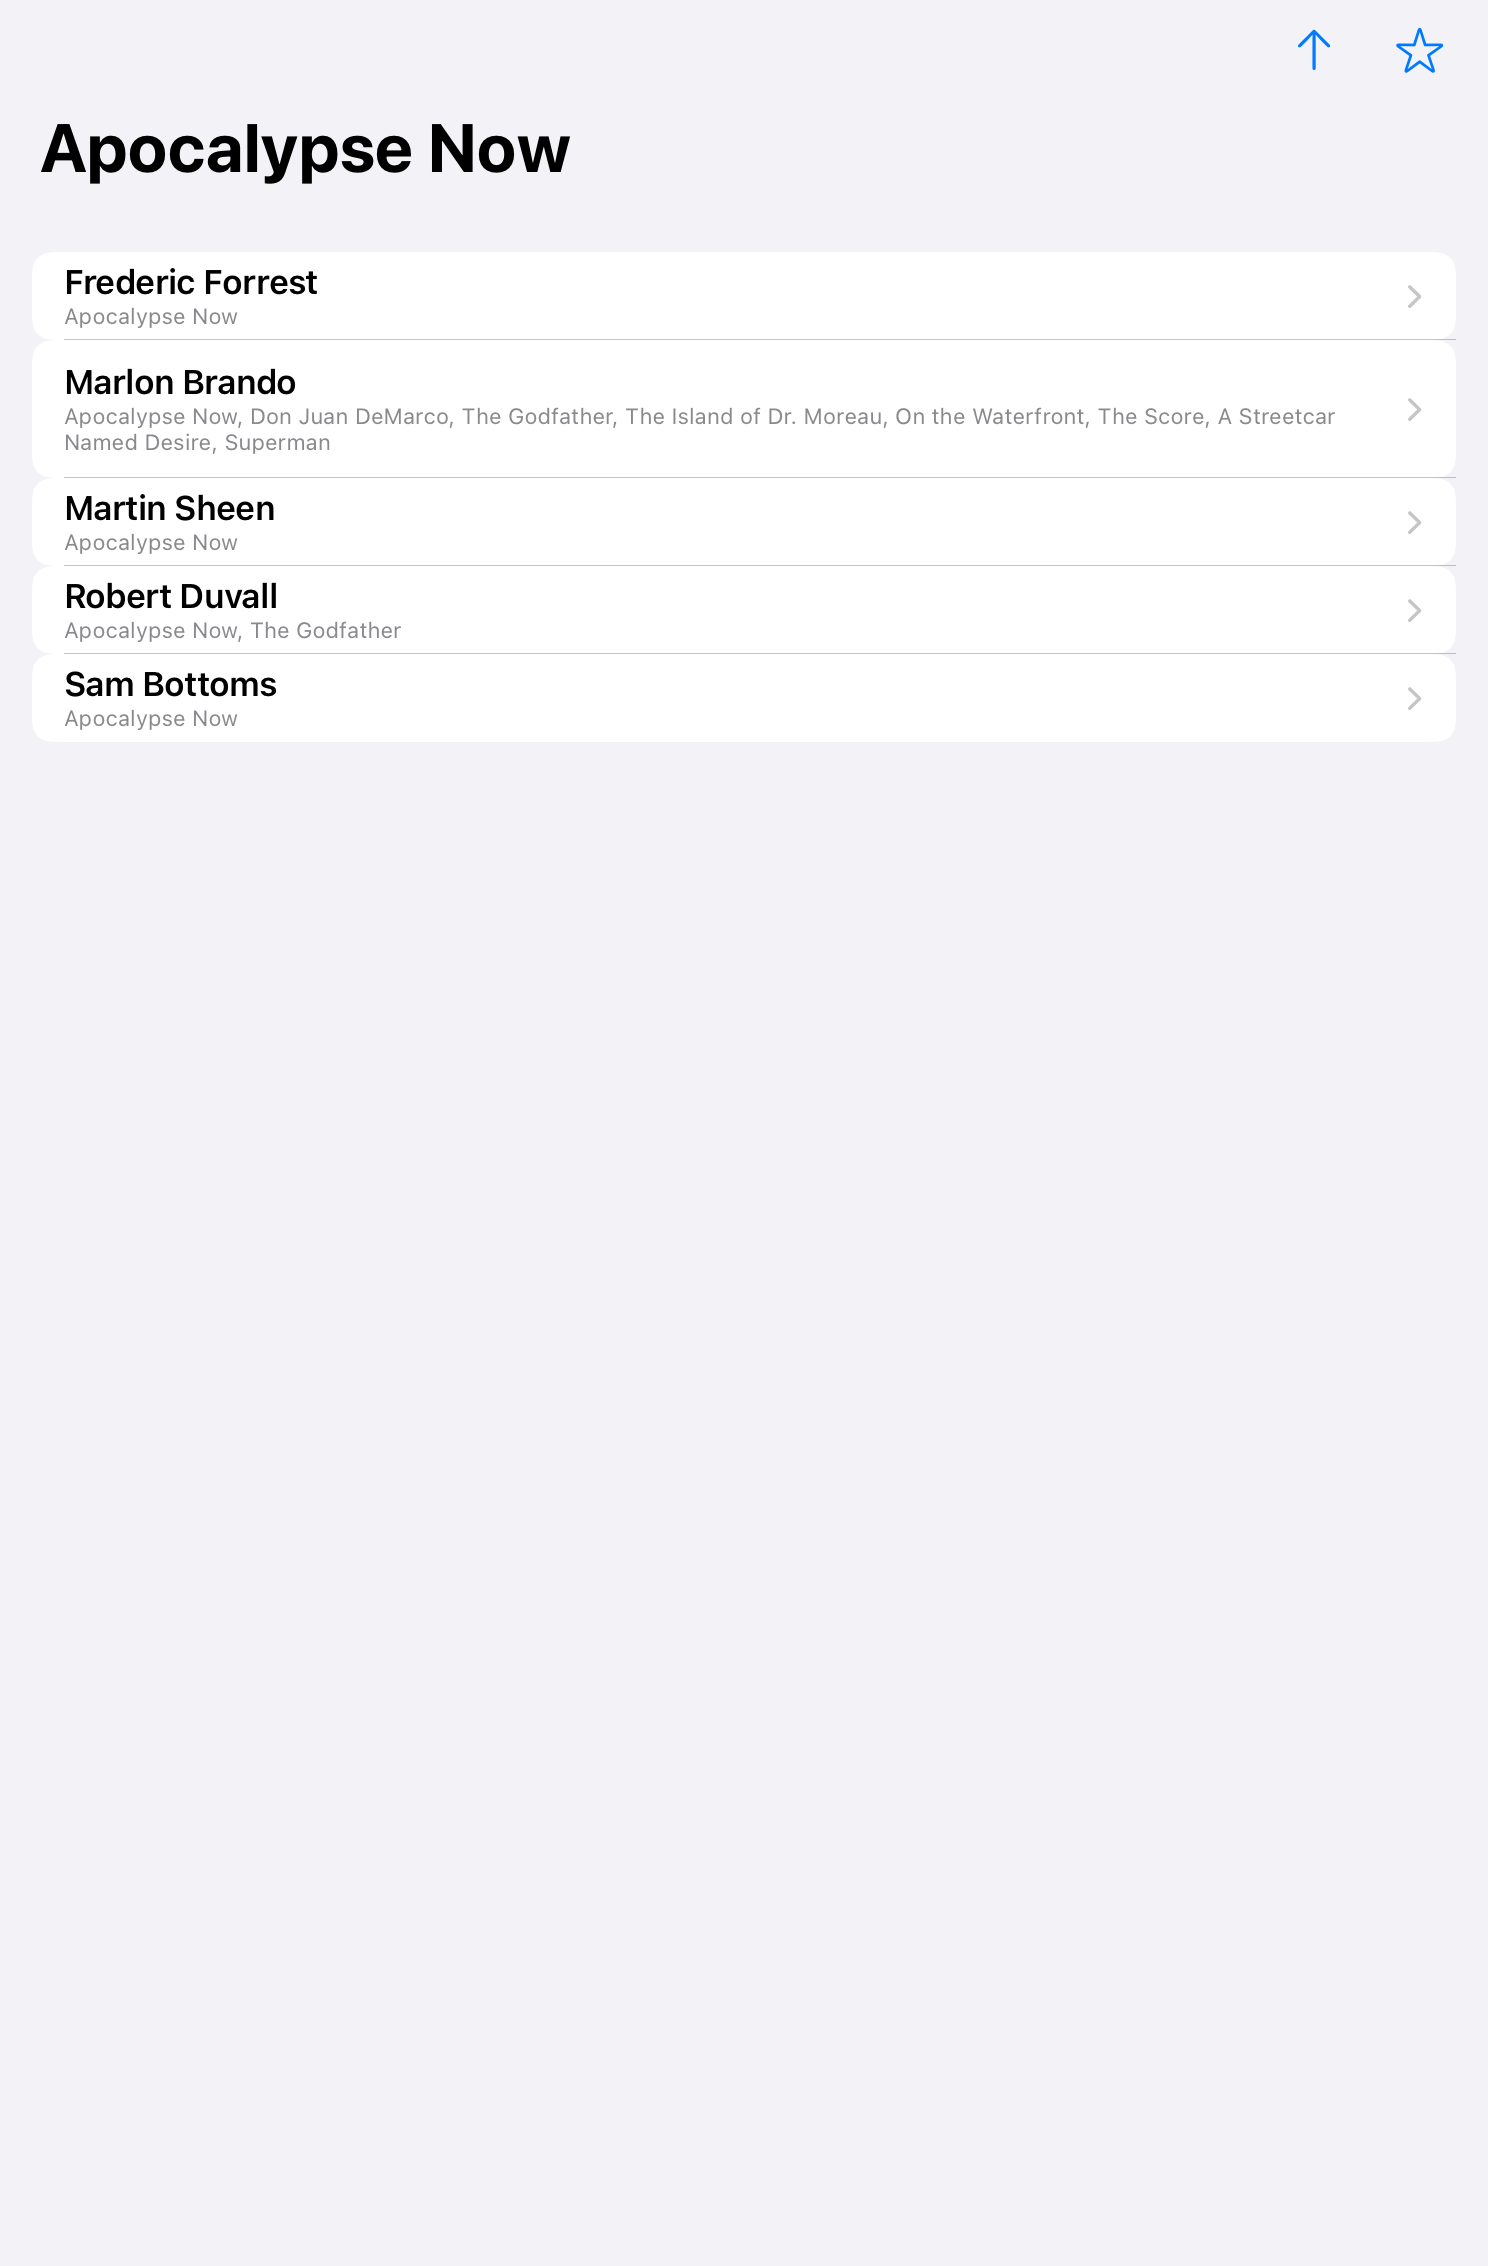 Apocalypse Now
Frederic Forrest
Apocalypse Now
Marlon Brando
Apocalypse Now, Don Juan DeMarco, The Godfather, The Island of Dr. Moreau, On the Waterfront, The Score, A Streetcar
Named Desire, Superman
Martin Sheen
Apocalypse Now
Robert Duvall
Apocalypse Now, The Godfather
Sam Bottoms
Apocalypse Now